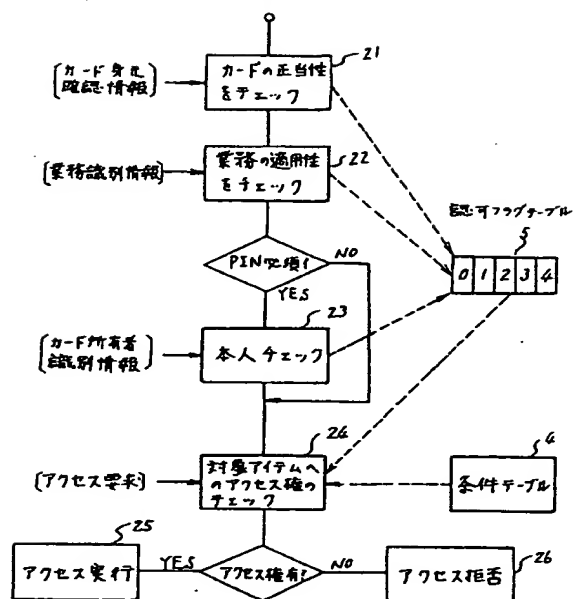 21
カードの正当性
をチェック
[カード身元
確認情報]
22
業務の適用性
をチェック
[業務識別情報]
認可フラグテーブル
5
0 1 2 3 4
PIN必須?
NO
YES
23
本人チェック
[カード所有者
識別情報]
24
対象アイテムへ
のアクセス権の
チェック
[アクセス要求]
4
条件テーブル
25
アクセス実行
YES
アクセス権有?
NO
26
アクセス拒否